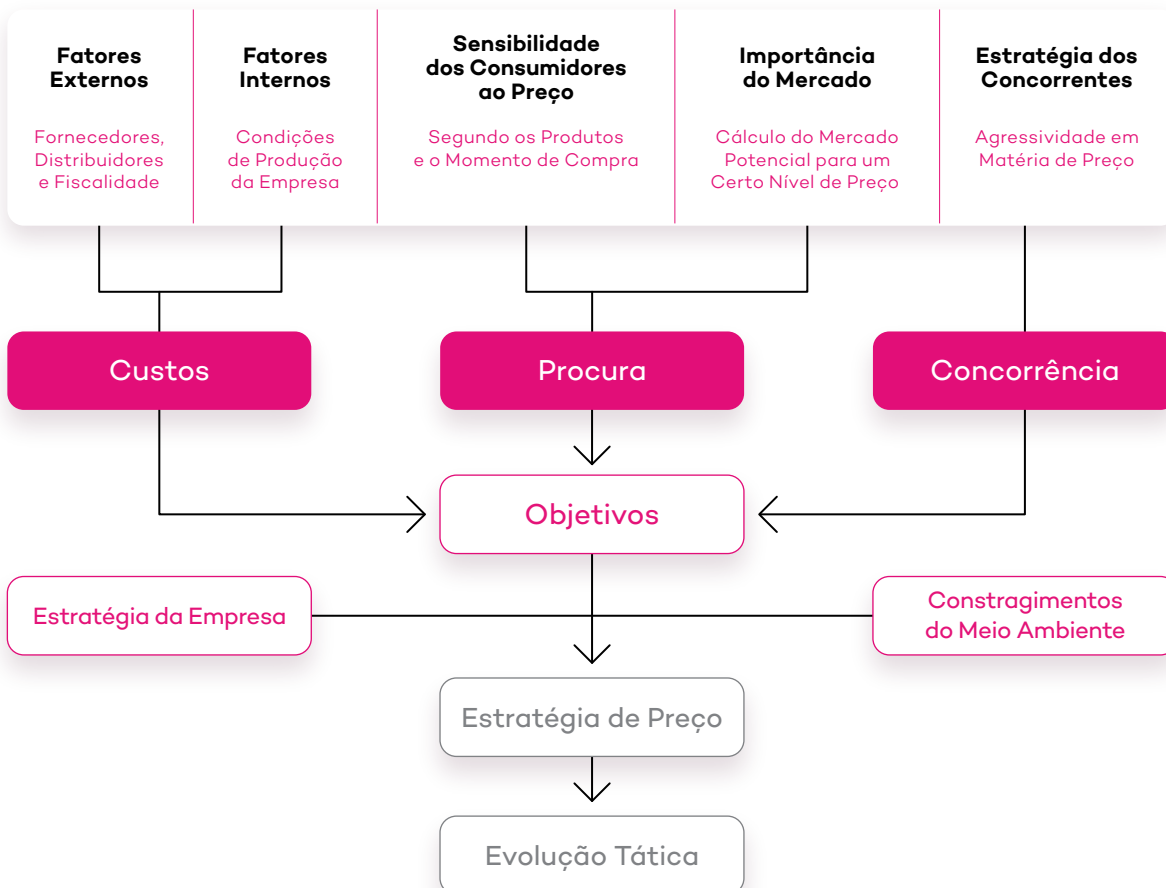 Fatores
Externos
Fornecedores,
Distribuidores
e Fiscalidade
Fatores
Internos
Condições
de Produção
da Empresa
Sensibilidade
dos Consumidores
ao Preço
Segundo os Produtos
e o Momento de Compra
Importância
do Mercado
Cálculo do Mercado
Potencial para um
Certo Nível de Preço
Estratégia dos
Concorrentes
Agressividade em
Matéria de Preço
Custos
Procura
Concorrência
Objetivos
Estratégia da Empresa
Constragimentos
do Meio Ambiente
Estratégia de Preço
Evolução Tática